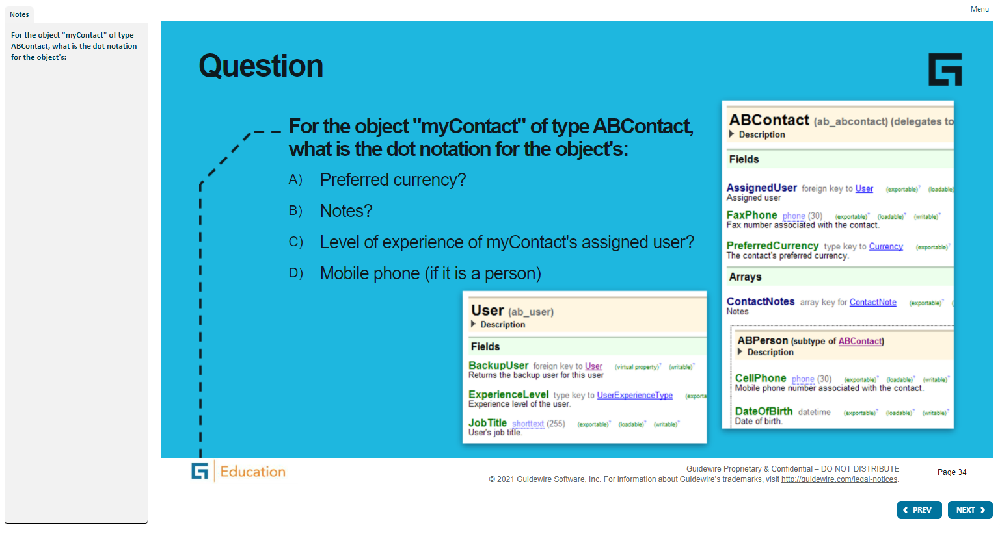 Notes
Menu
For the object "myContact" of type
ABContact, what is the dot notation
for the object's:
Question
For the object "myContact" of type ABContact,
what is the dot notation for the object's:
A) Preferred currency?
B) Notes?
C) Level of experience of myContact's assigned user?
D) Mobile phone (if it is a person)
ABContact (ab_abcontact) (delegates to
Description
Fields
AssignedUser foreign key to User (exportable)? (loadable)
Assigned user
FaxPhone phone (30) (exportable)? (loadable)? (writable)?
Fax number associated with the contact.
PreferredCurrency type key to Currency (exportable)?
The contact's preferred currency.
Arrays
ContactNotes array key for ContactNote (exportable)? (
Notes
ABPerson (subtype of ABContact)
Description
CellPhone phone (30) (exportable)? (loadable)? (writable)?
Mobile phone number associated with the contact.
DateOfBirth datetime (exportable)? (loadable)? (writable)?
Date of birth.
User (ab_user)
Description
Fields
BackupUser foreign key to User (virtual property)? (writable)?
Returns the backup user for this user
ExperienceLevel type key to UserExperienceType (exporta
Experience level of the user.
JobTitle shorttext (255) (exportable)? (loadable)? (writable)?
User's job title.
Education
Guidewire Proprietary & Confidential – DO NOT DISTRIBUTE
© 2021 Guidewire Software, Inc. For information about Guidewire's trademarks, visit http://guidewire.com/legal-notices.
Page 34
PREV
NEXT